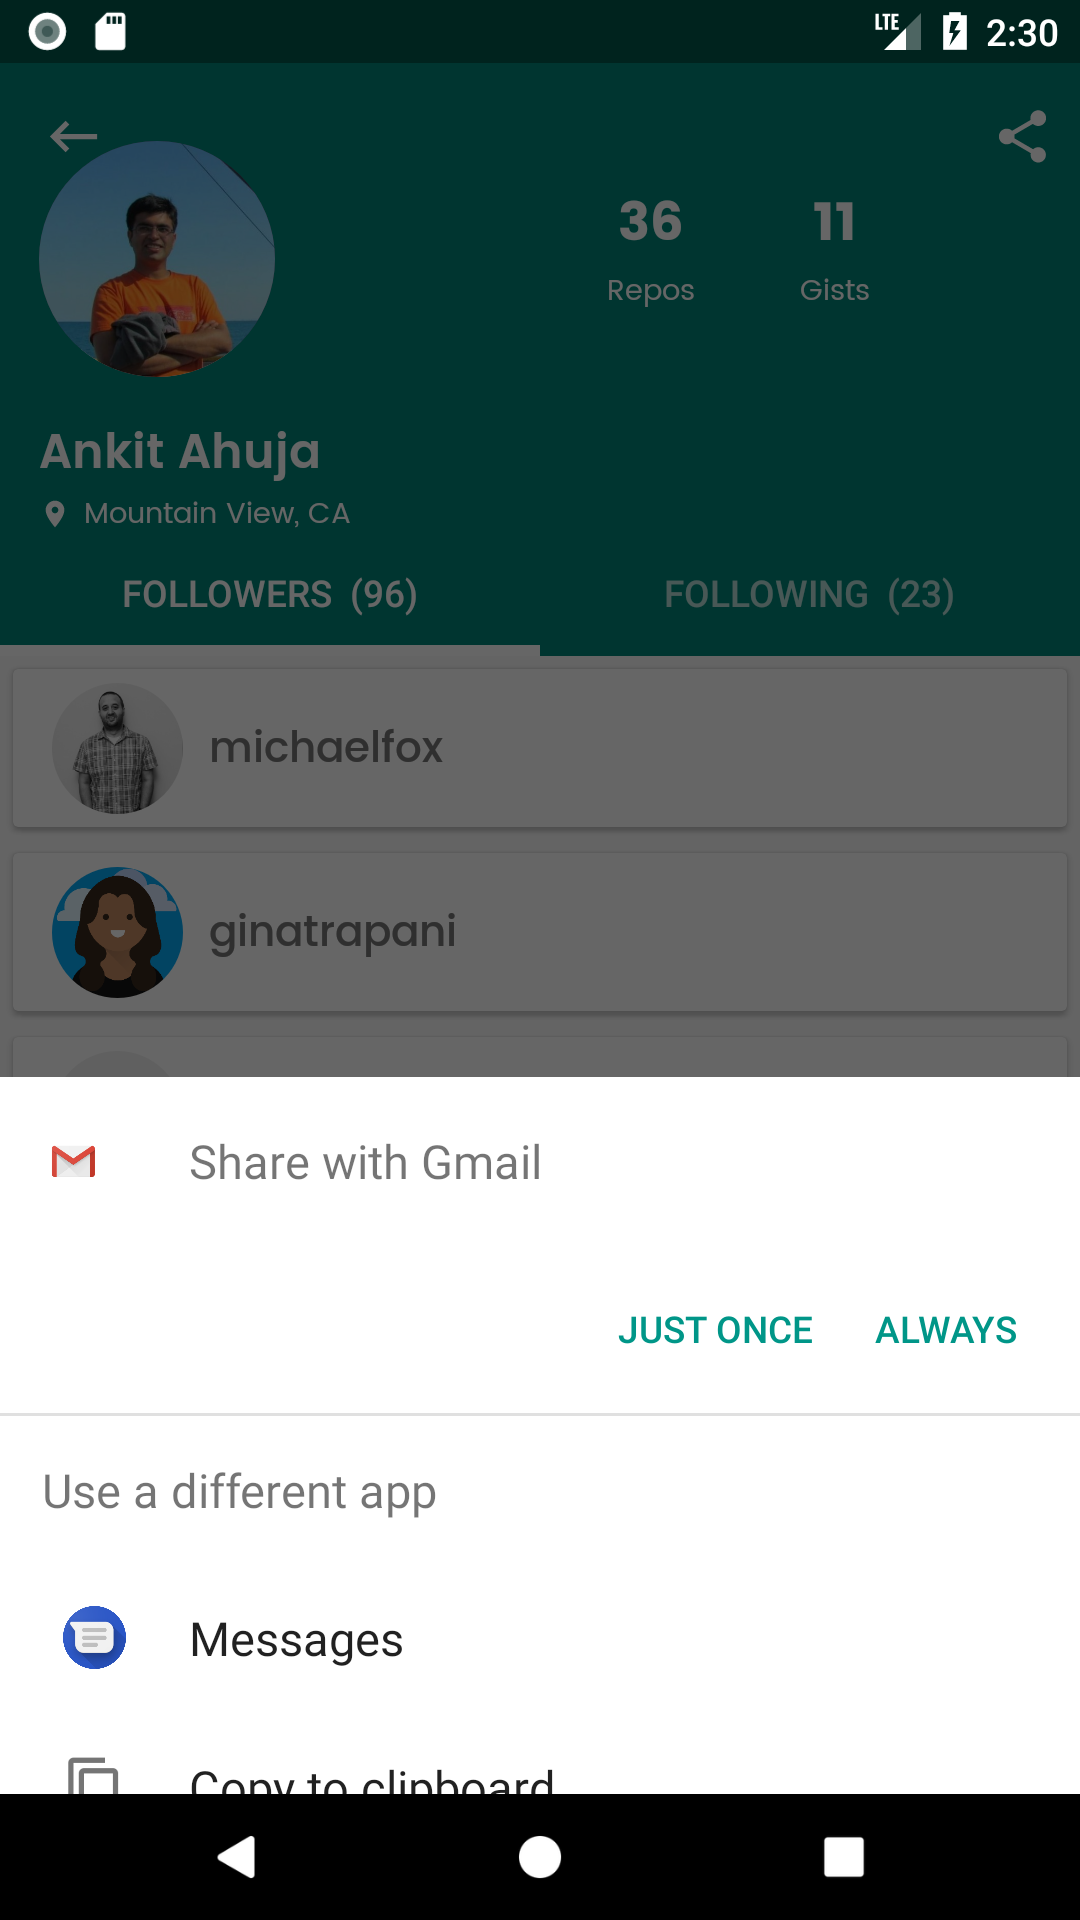 LTE 2:30
36 11
Repos Gists
Ankit Ahuja
Mountain View, CA
FOLLOWERS (96) FOLLOWING (23)
michaelfox
ginatrapani
Share with Gmail
JUST ONCE ALWAYS
Use a different app
Messages
Copy to clipboard